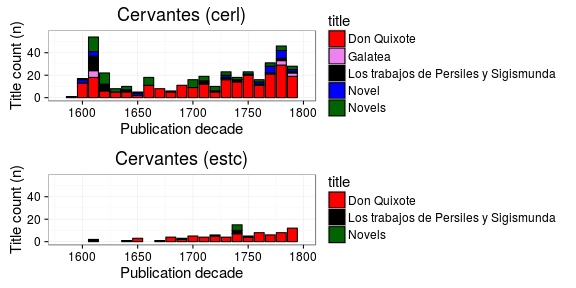 Cervantes (cerl)
Title count (n)
40
20
0
1600
1650
1700
1750
1800
Publication decade
title
Don Quixote
Galatea
Los trabajos de Persiles y Sigismunda
Novel
Novels
Cervantes (estc)
Title count (n)
40
20
0
1600
1650
1700
1750
1800
Publication decade
title
Don Quixote
Los trabajos de Persiles y Sigismunda
Novels